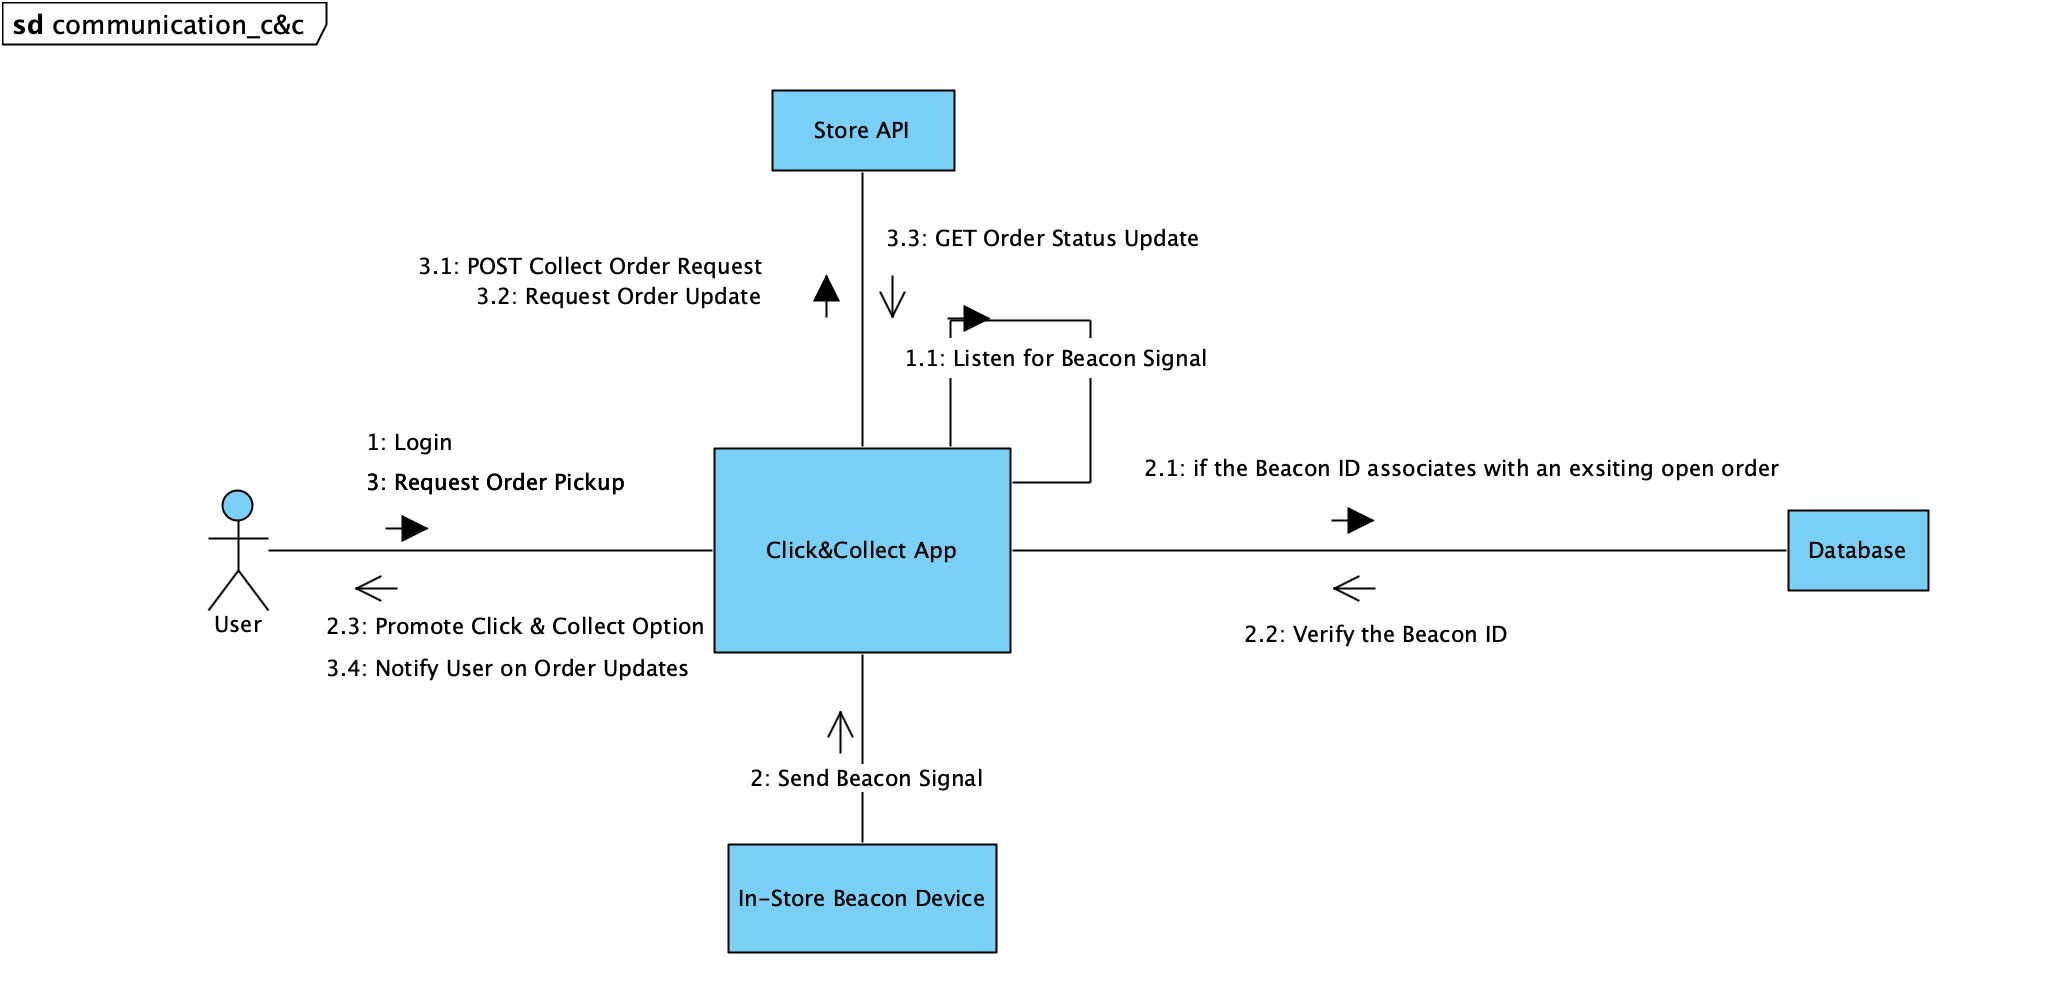 sd communication_c&c
Store API
3.3: GET Order Status Update
3.1: POST Collect Order Request
3.2: Request Order Update
1.1: Listen for Beacon Signal
1: Login
3: Request Order Pickup
2.1: if the Beacon ID associates with an exsiting open order
Click&Collect App
Database
User
2.3: Promote Click & Collect Option
3.4: Notify User on Order Updates
2.2: Verify the Beacon ID
2: Send Beacon Signal
In-Store Beacon Device